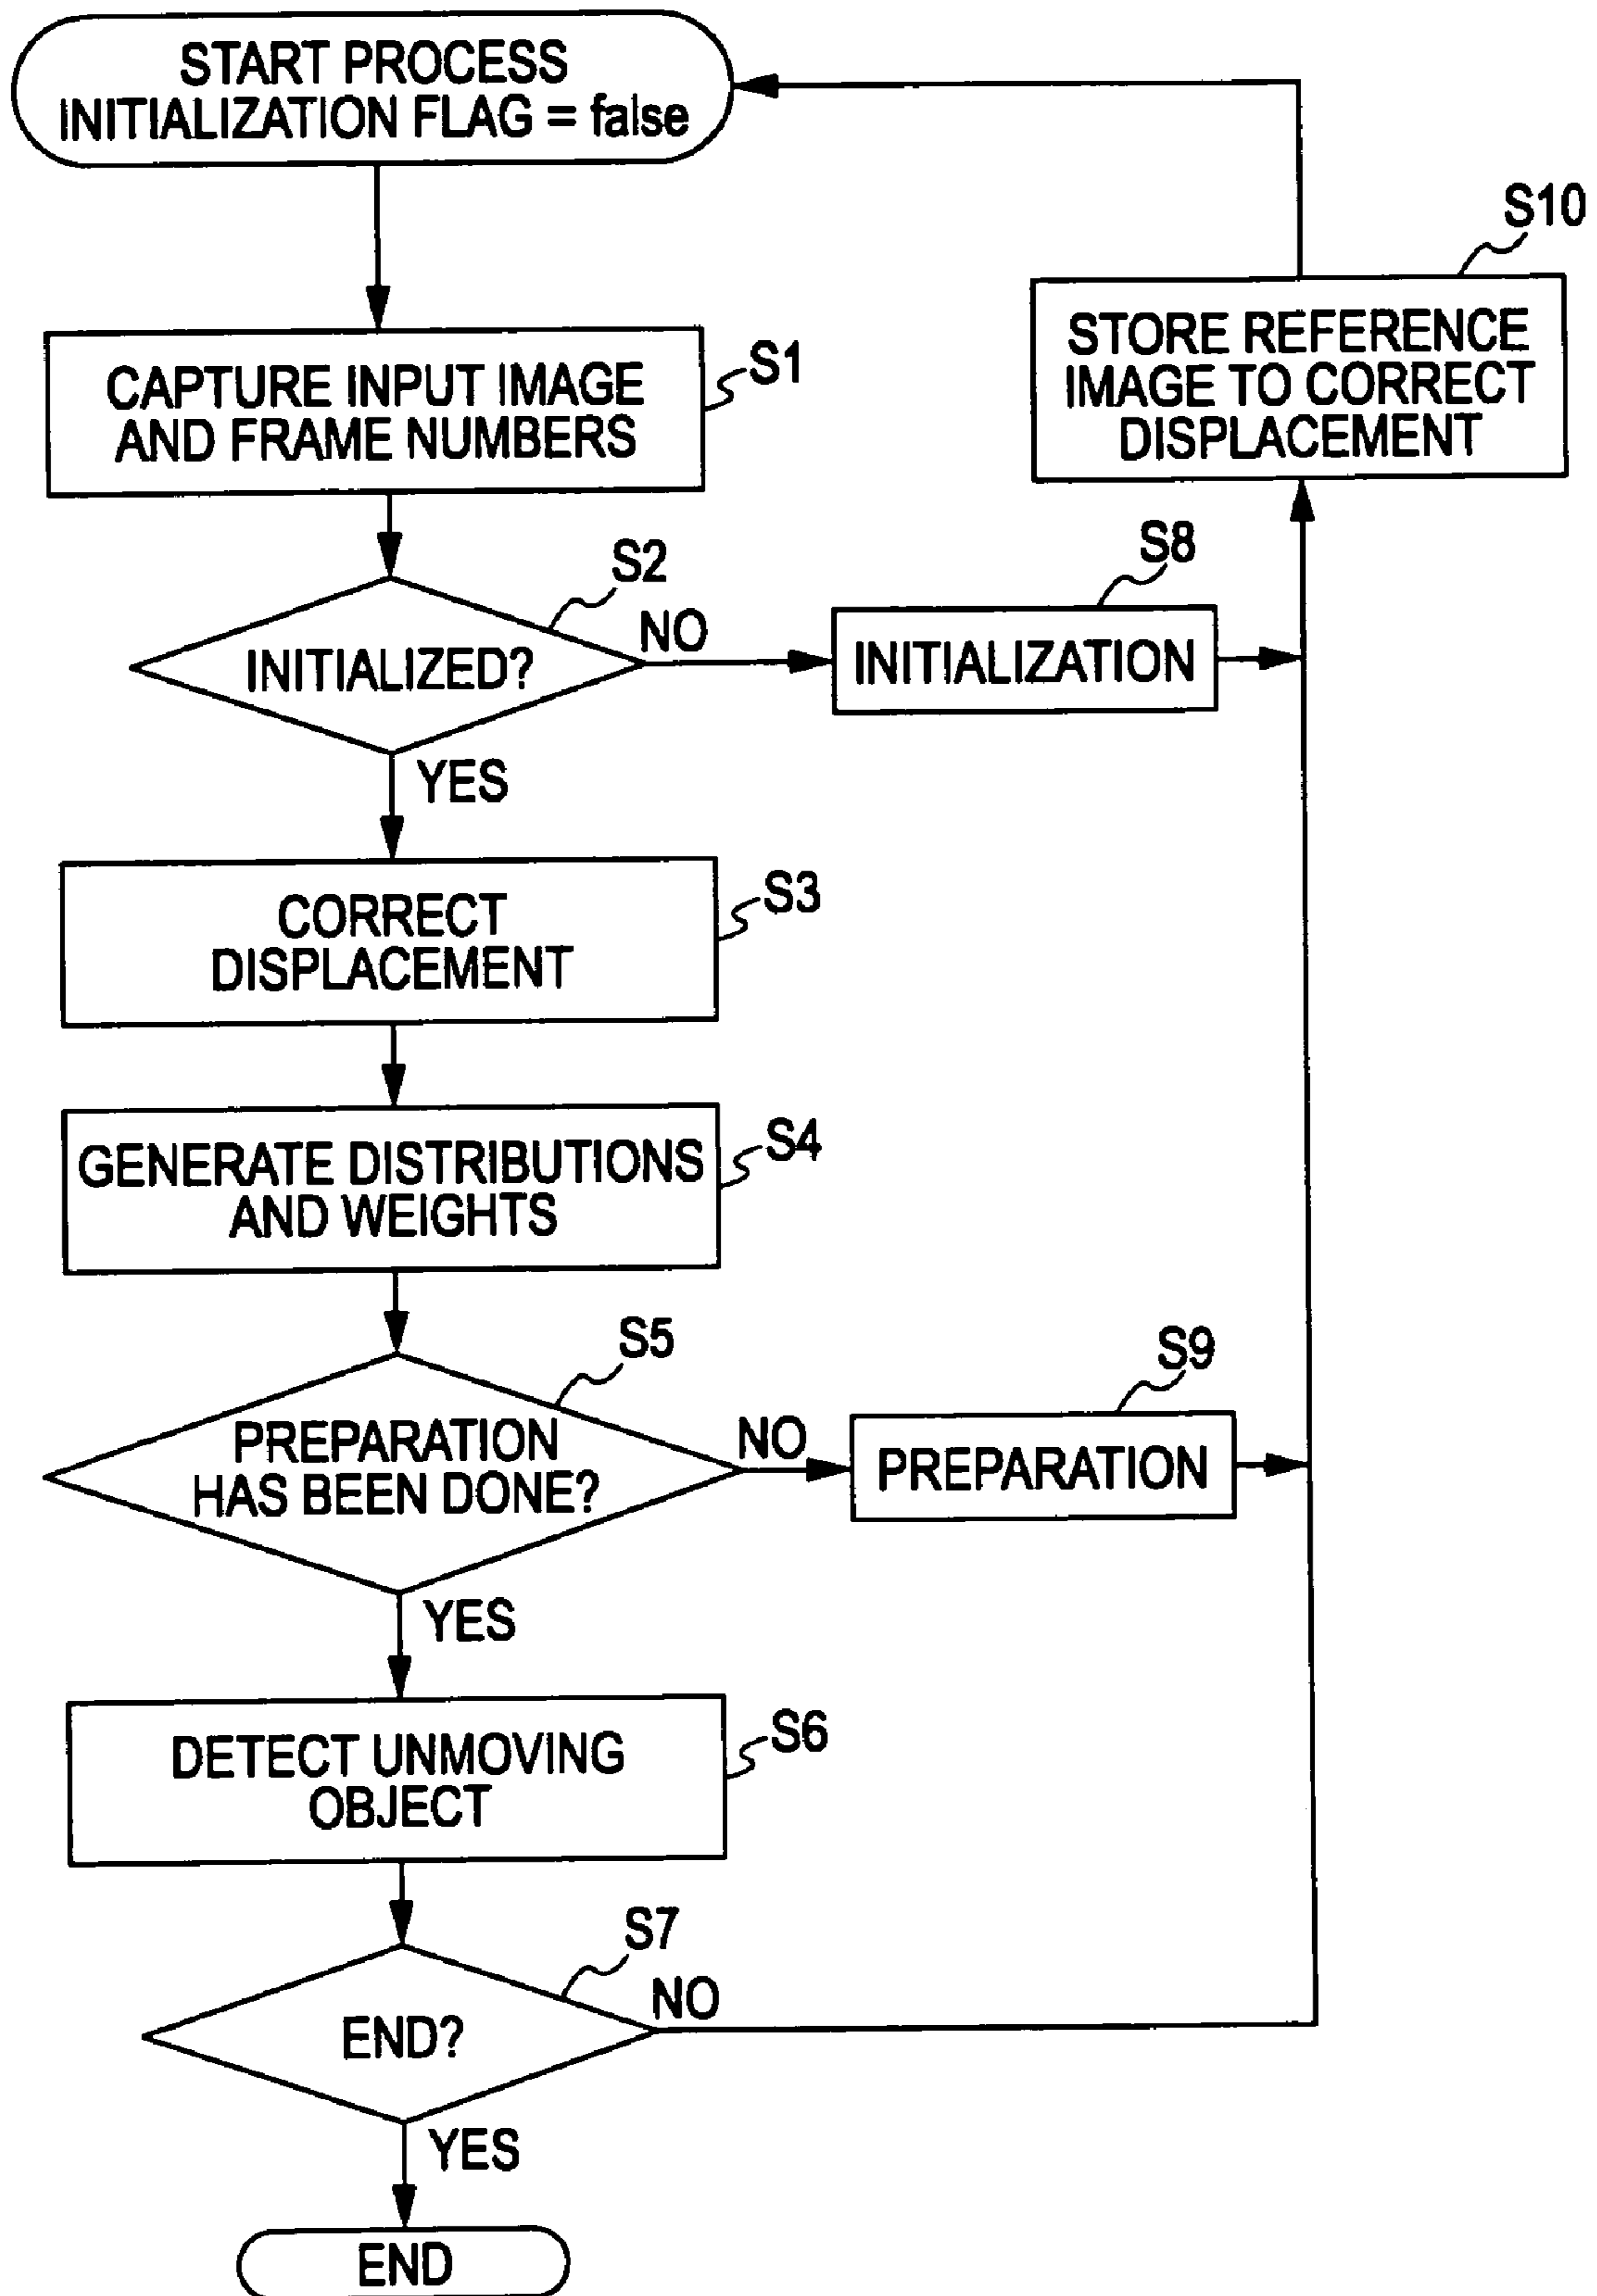 START PROCESS
INITIALIZATION FLAG = false
S10
STORE REFERENCE
IMAGE TO CORRECT
DISPLACEMENT
S1
CAPTURE INPUT IMAGE
AND FRAME NUMBERS
S2
INITIALIZED?
NO
S8
INITIALIZATION
YES
S3
CORRECT
DISPLACEMENT
S4
GENERATE DISTRIBUTIONS
AND WEIGHTS
S5
PREPARATION
HAS BEEN DONE?
NO
S9
PREPARATION
YES
S6
DETECT UNMOVING
OBJECT
S7
END?
NO
YES
END